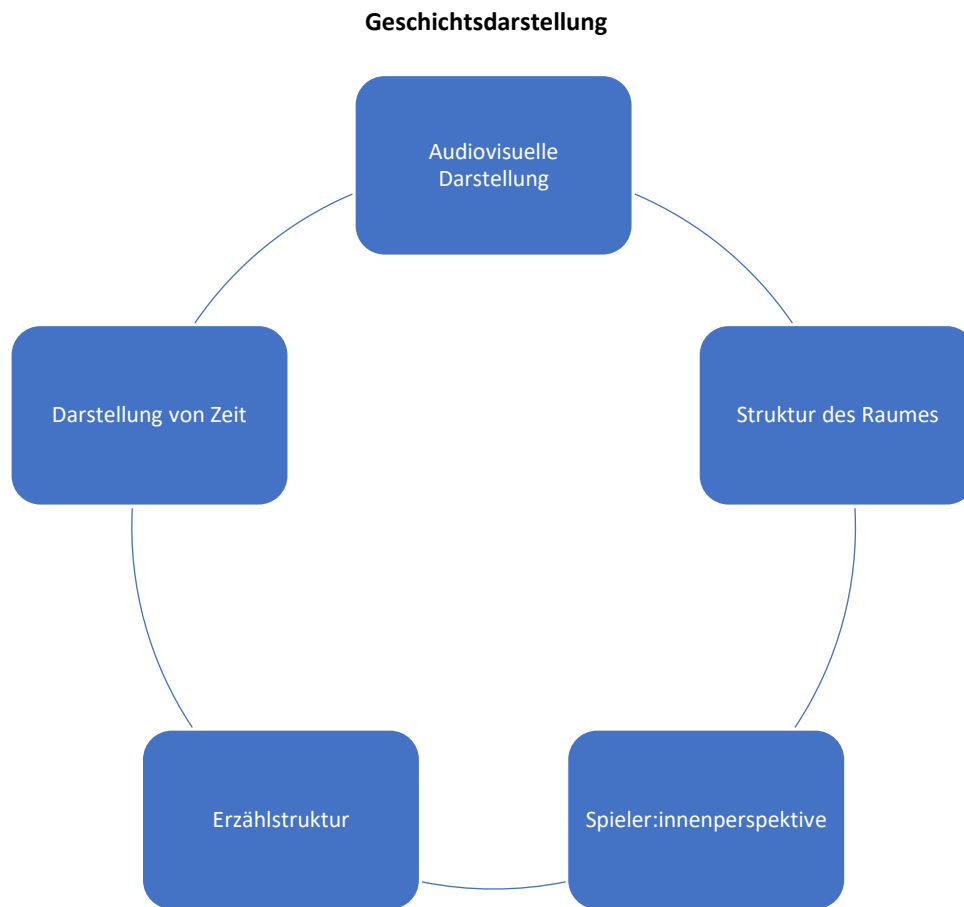 Geschichtsdarstellung
Audiovisuelle
Darstellung
Darstellung von Zeit
Struktur des Raumes
Erzählstruktur
Spieler:innenperspektive